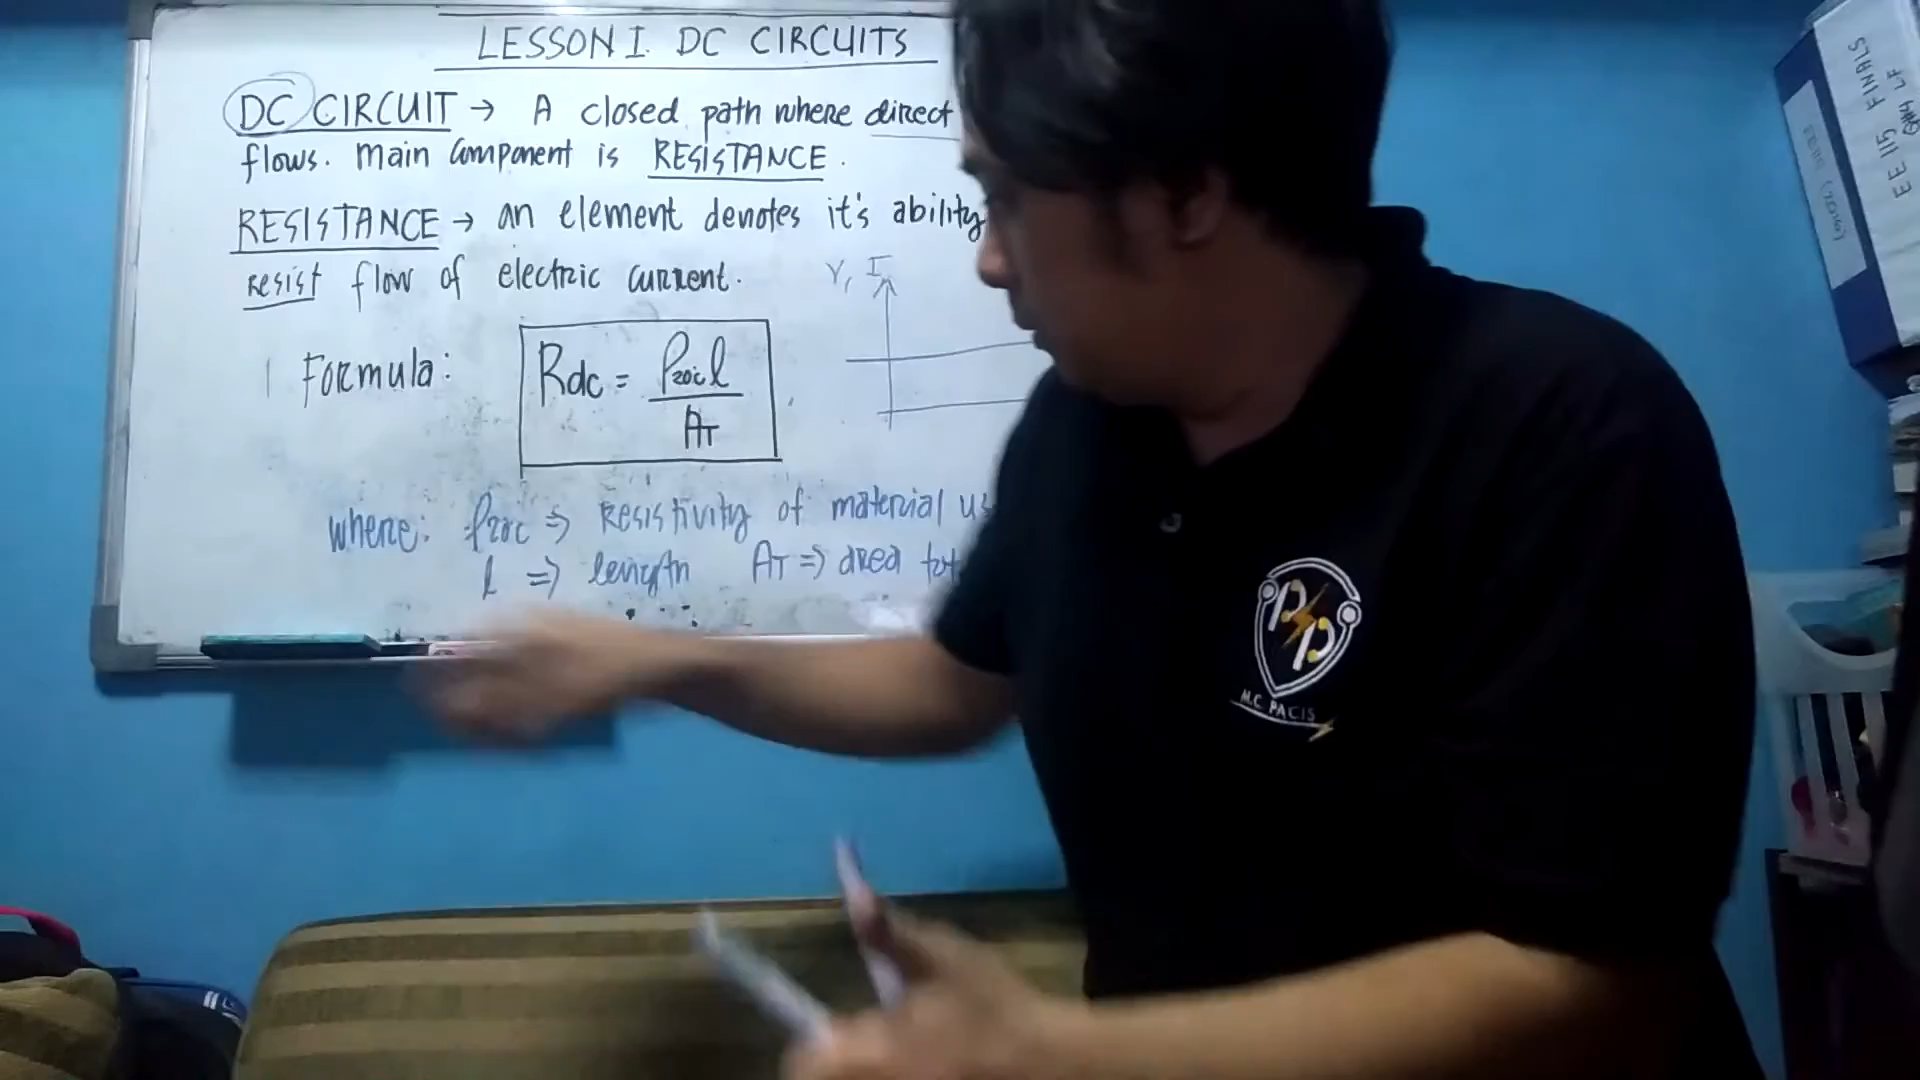 LESSON I. DC CIRCUITS
DC CIRCUIT → A closed path where direct
flows. Main component is RESISTANCE.
RESISTANCE → an element denotes it's ability
resist flow of electric current.
V, I
Formula: Rdc = ρ20°c l / AT
where: ρ20°c ⇒ resistivity of material us
l ⇒ length AT ⇒ area tot
M.C. PACIS
EE 115 FINALS